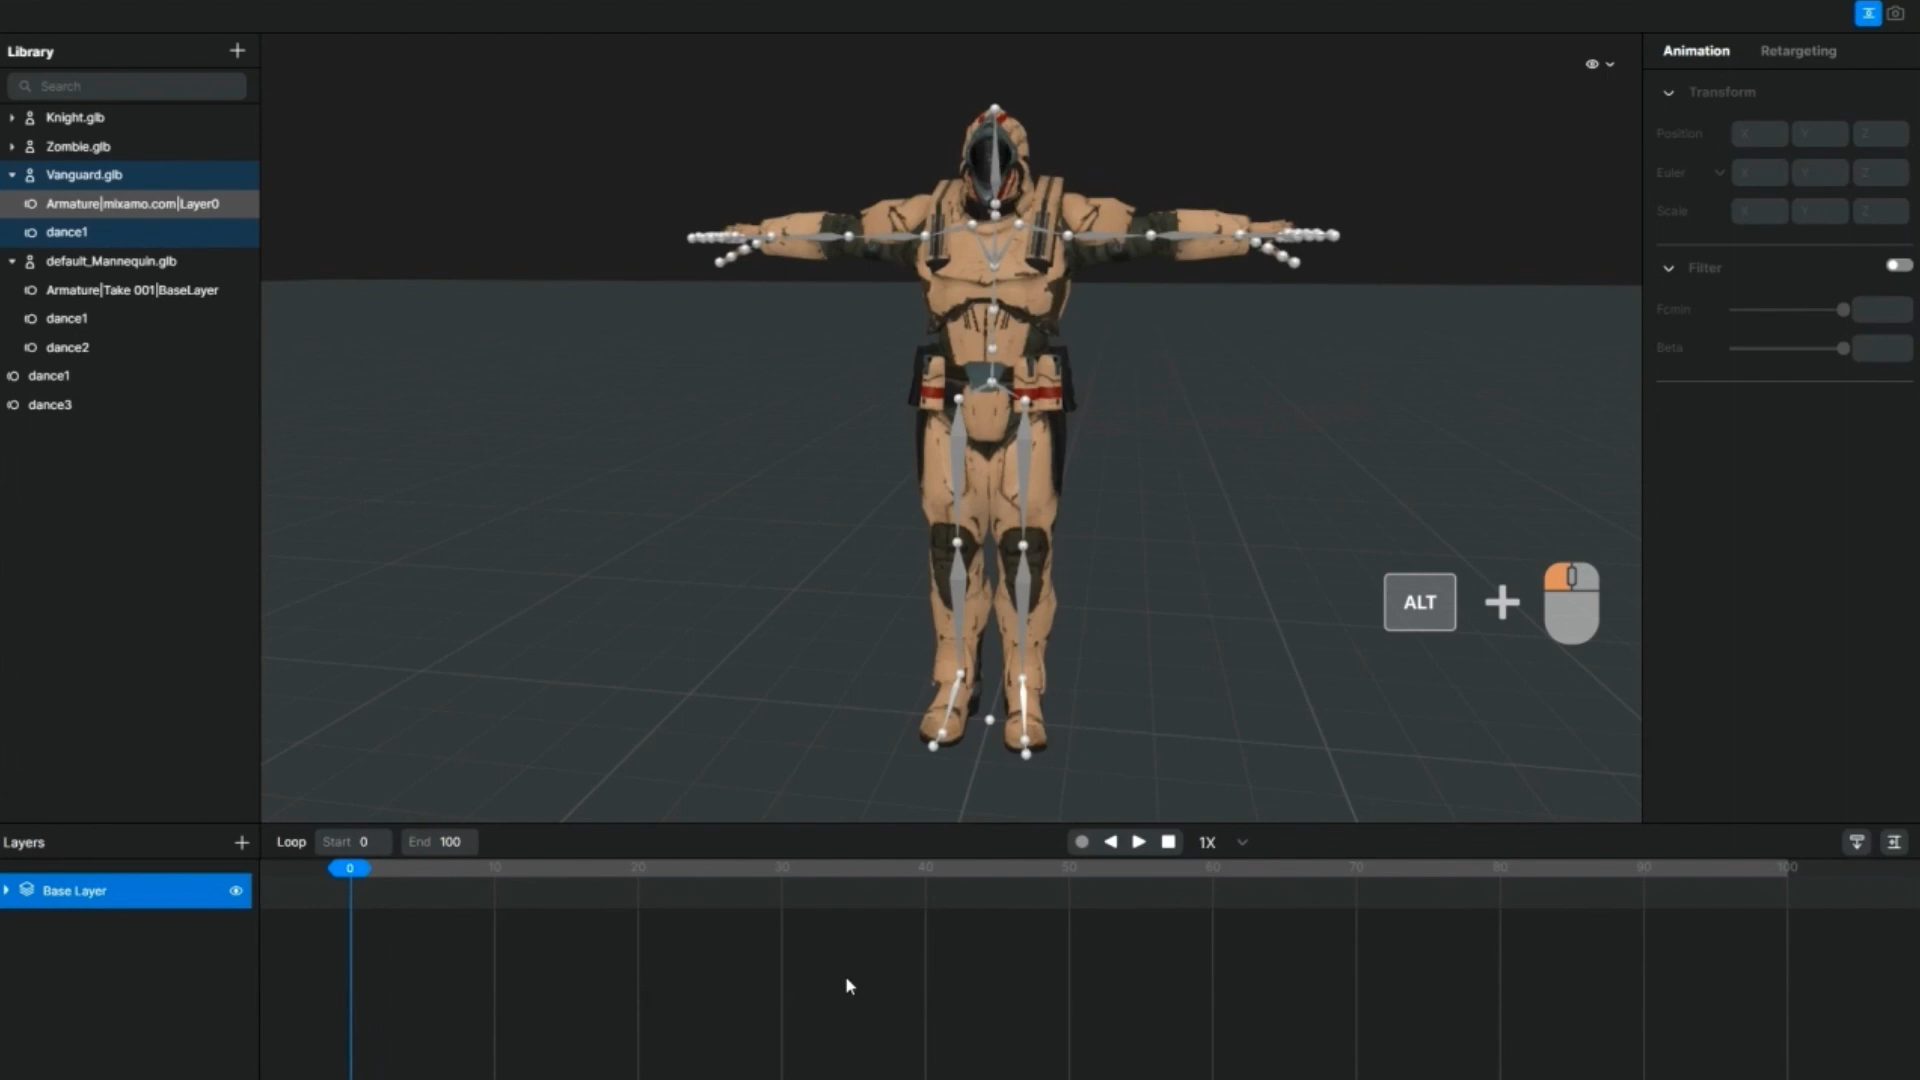 Library
Search
Knight.glb
Zombie.glb
Vanguard.glb
Armature|mixamo.com|Layer0
dance1
default_Mannequin.glb
Armature|Take 001|BaseLayer
dance1
dance2
dance1
dance3
Animation Retargeting
Transform
Position X Y Z
Euler X Y Z
Scale X Y Z
Filter
Fcmin
Beta
ALT +
Layers
Loop Start 0 End 100 1X
0 10 20 30 40 50 60 70 80 90 100
Base Layer